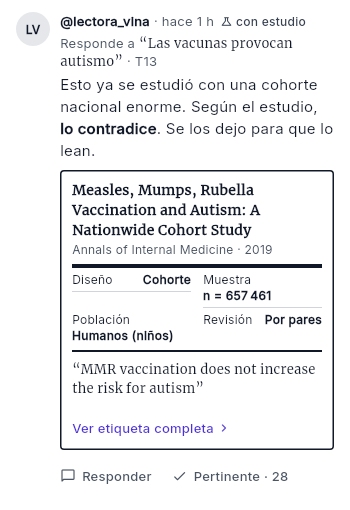 LV
@lectora_vlna · hace 1 h con estudio
Responde a “Las vacunas provocan
autismo” · T13
Esto ya se estudió con una cohorte
nacional enorme. Según el estudio,
lo contradice. Se los dejo para que lo
lean.
Measles, Mumps, Rubella
Vaccination and Autism: A
Nationwide Cohort Study
Annals of Internal Medicine · 2019
Diseño Cohorte Muestra
n = 657 461
Población Revisión Por pares
Humanos (niños)
“MMR vaccination does not increase
the risk for autism”
Ver etiqueta completa
Responder Pertinente · 28